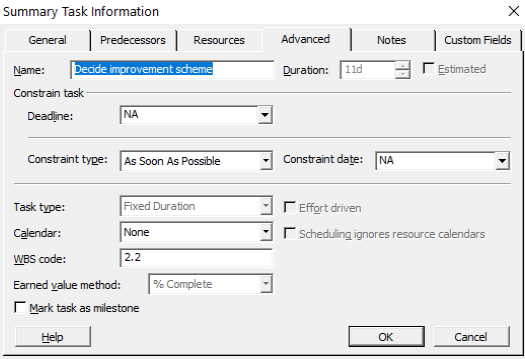 Summary Task Information
General Predecessors Resources Advanced Notes Custom Fields
Name: Decide improvement scheme Duration: 11d Estimated
Constrain task
Deadline: NA
Constraint type: As Soon As Possible Constraint date: NA
Task type: Fixed Duration Effort driven
Calendar: None Scheduling ignores resource calendars
WBS code: 2.2
Earned value method: % Complete
Mark task as milestone
Help OK Cancel